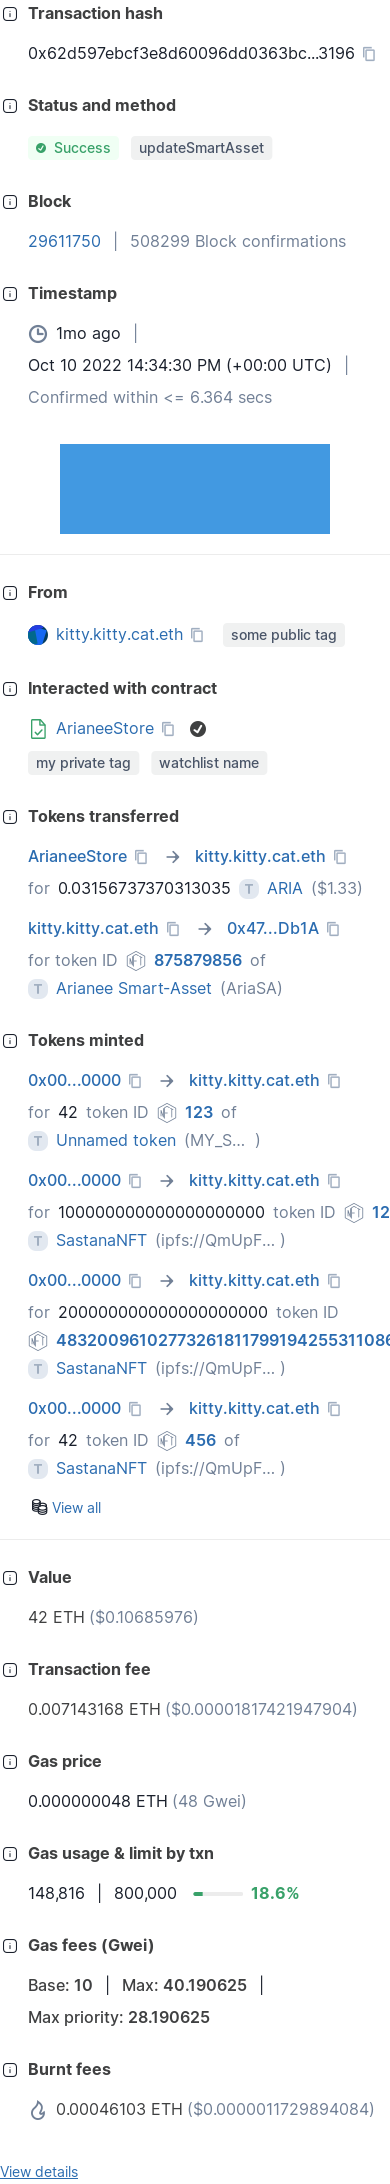 Transaction hash
0x62d597ebcf3e8d60096dd0363bc...3196
Status and method
Success updateSmartAsset
Block
29611750 | 508299 Block confirmations
Timestamp
1mo ago |
Oct 10 2022 14:34:30 PM (+00:00 UTC) |
Confirmed within <= 6.364 secs
From
kitty.kitty.cat.eth some public tag
Interacted with contract
ArianeeStore
my private tag watchlist name
Tokens transferred
ArianeeStore → kitty.kitty.cat.eth
for 0.03156737370313035 T ARIA ($1.33)
kitty.kitty.cat.eth → 0x47...Db1A
for token ID 875879856 of
T Arianee Smart-Asset (AriaSA)
Tokens minted
0x00...0000 → kitty.kitty.cat.eth
for 42 token ID 123 of
T Unnamed token (MY_S... )
0x00...0000 → kitty.kitty.cat.eth
for 100000000000000000000 token ID 12
T SastanaNFT (ipfs://QmUpF... )
0x00...0000 → kitty.kitty.cat.eth
for 200000000000000000000 token ID
48320096102773261811799194255311086
T SastanaNFT (ipfs://QmUpF... )
0x00...0000 → kitty.kitty.cat.eth
for 42 token ID 456 of
T SastanaNFT (ipfs://QmUpF... )
View all
Value
42 ETH ($0.10685976)
Transaction fee
0.007143168 ETH ($0.00001817421947904)
Gas price
0.000000048 ETH (48 Gwei)
Gas usage & limit by txn
148,816 | 800,000 18.6%
Gas fees (Gwei)
Base: 10 | Max: 40.190625 |
Max priority: 28.190625
Burnt fees
0.00046103 ETH ($0.0000011729894084)
View details